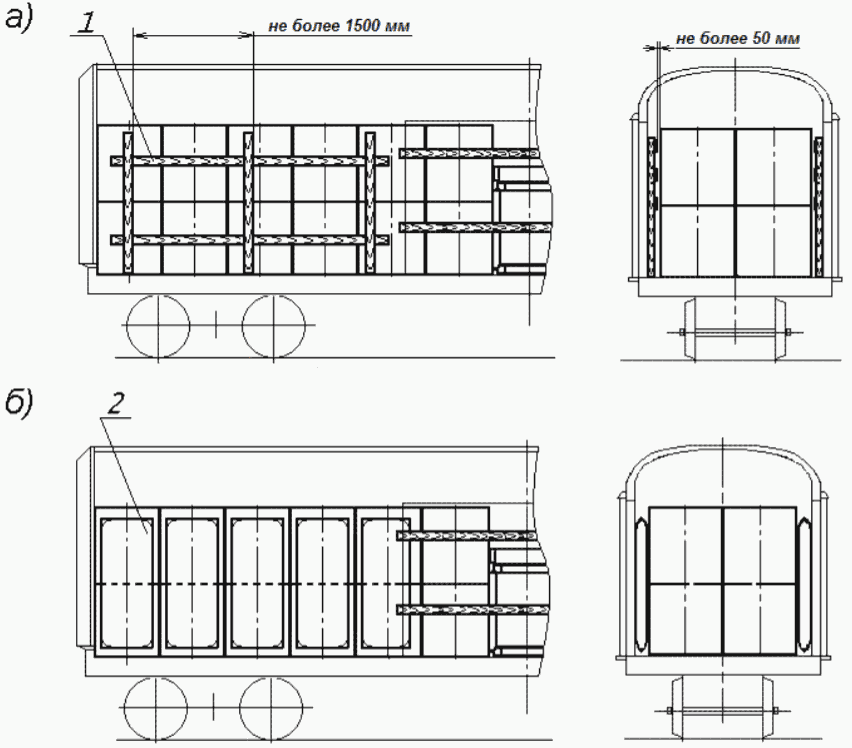 а)
1
не более 1500 мм
не более 50 мм
б)
2